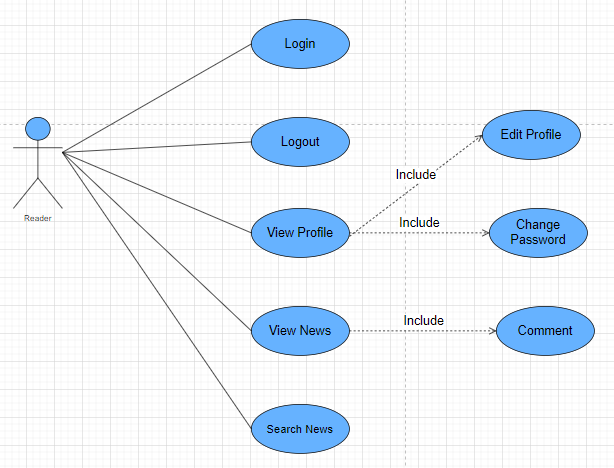 Login
Logout
Edit Profile
Include
Reader
View Profile
Include
Change
Password
View News
Include
Comment
Search News